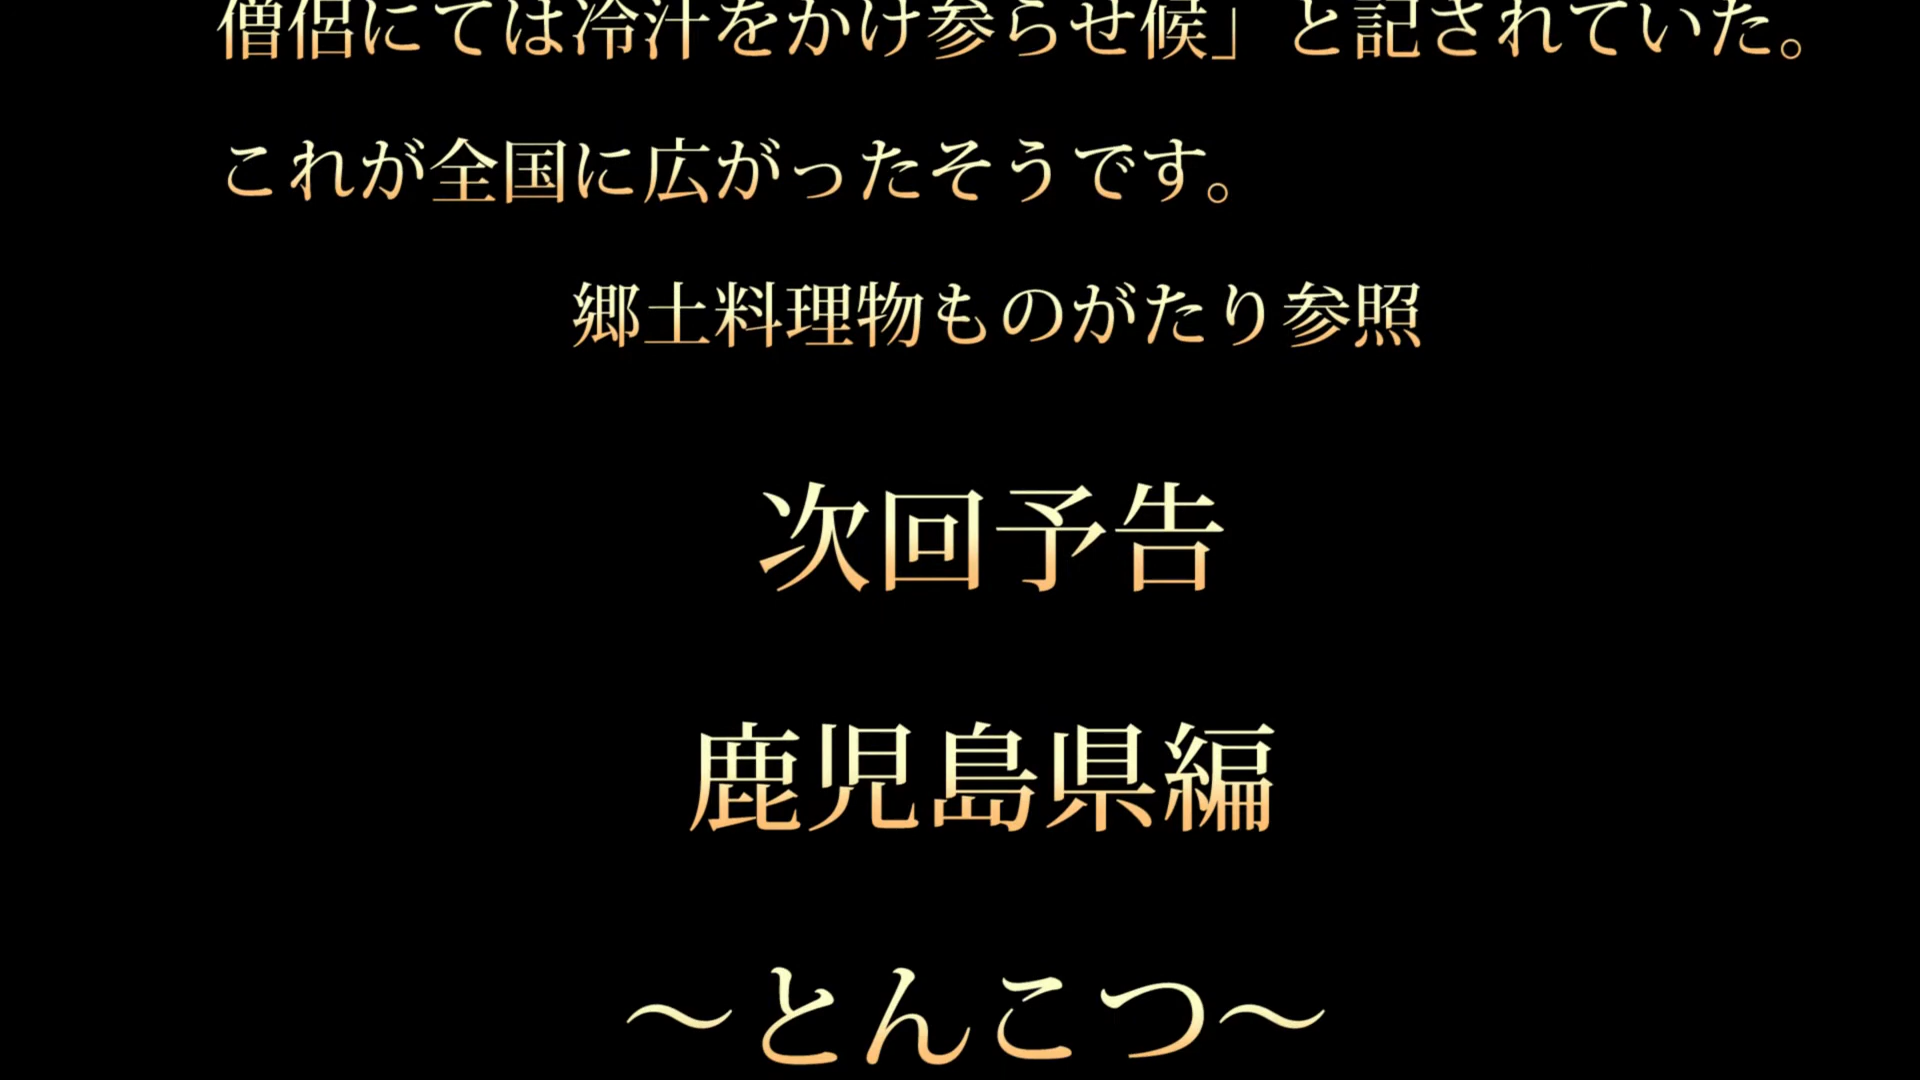 僧侶にては冷汁をかけ参らせ候」と記されていた。
これが全国に広がったそうです。
郷土料理物ものがたり参照
次回予告
鹿児島県編
～とんこつ～